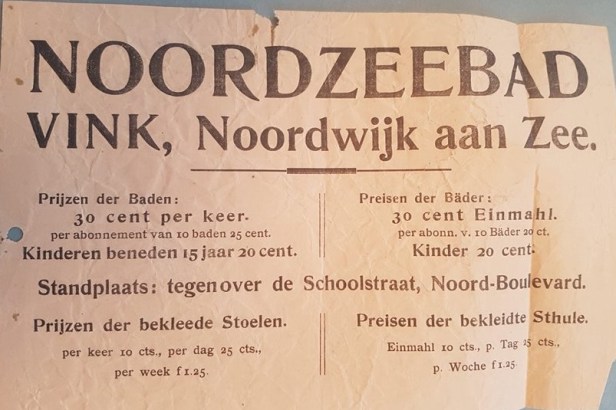 NOORDZEEBAD
VINK, Noordwijk aan Zee.
Prijzen der Baden:
30 cent per keer.
per abonnement van 10 baden 25 cent.
Kinderen beneden 15 jaar 20 cent.
Preisen der Bäder:
30 cent Einmahl.
per abonn. v. 10 Bäder 20 ct.
Kinder 20 cent.
Standplaats: tegenover de Schoolstraat, Noord-Boulevard.
Prijzen der bekleede Stoelen.
per keer 10 cts., per dag 25 cts.,
per week f 1.25.
Preisen der bekleidte Sthule.
Einmahl 10 cts., p. Tag 25 cts.,
p. Woche f 1.25